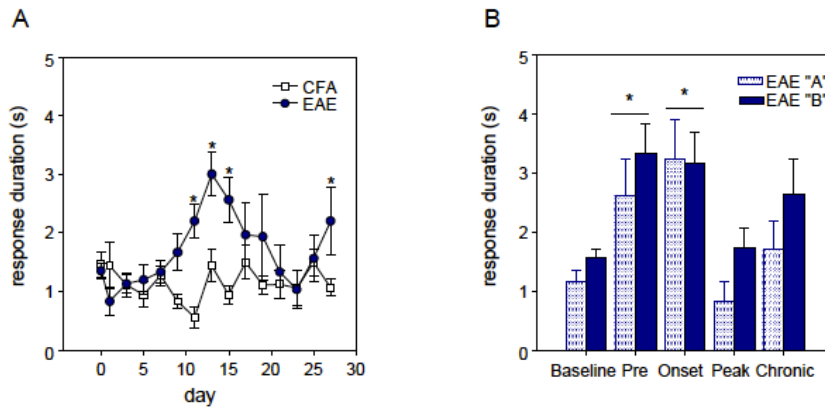 A
response duration (s)
5
4
3
2
1
0
CFA
EAE
*
*
*
*
0 5 10 15 20 25 30
day
B
response duration (s)
5
4
3
2
1
0
EAE "A"
EAE "B"
*
*
Baseline Pre Onset Peak Chronic